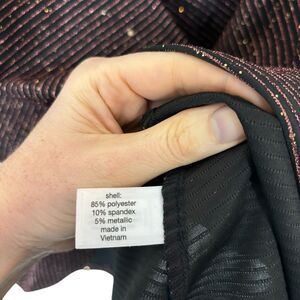 shell:
85% polyester
10% spandex
5% metallic
made in
Vietnam